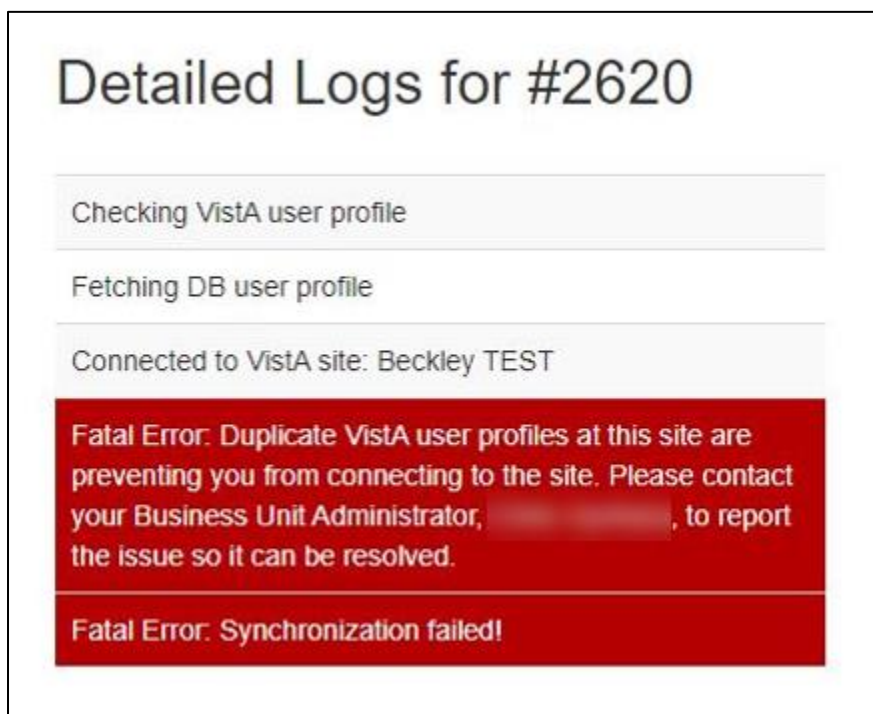 Detailed Logs for #2620
Checking VistA user profile
Fetching DB user profile
Connected to VistA site: Beckley TEST
Fatal Error: Duplicate VistA user profiles at this site are
preventing you from connecting to the site. Please contact
your Business Unit Administrator, , to report
the issue so it can be resolved.
Fatal Error: Synchronization failed!